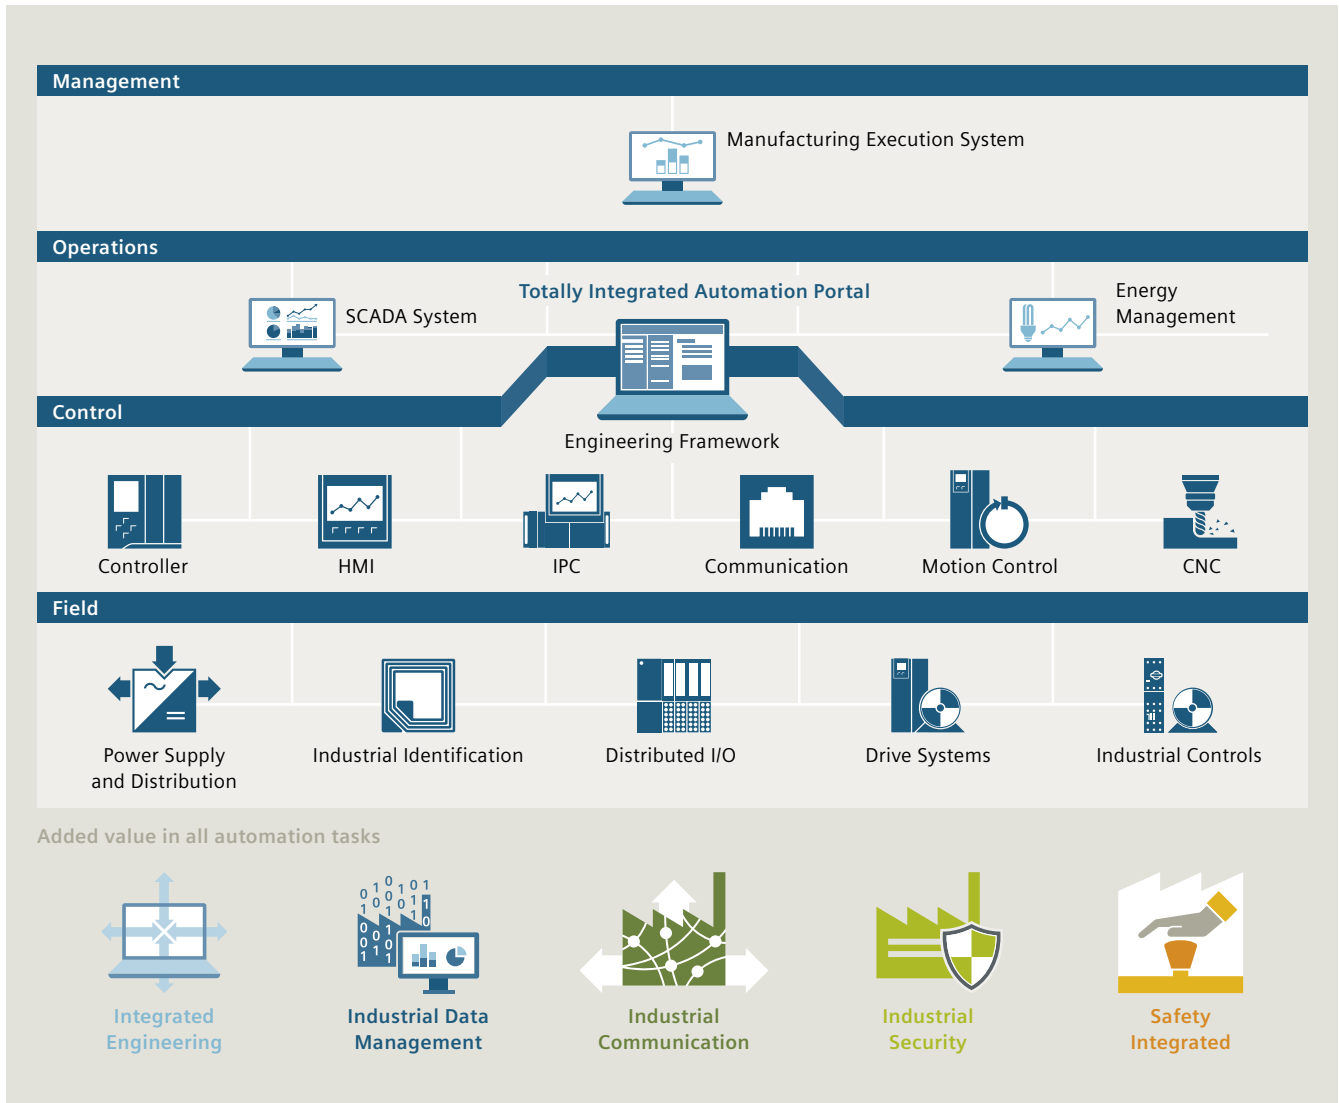 Management
Manufacturing Execution System
Operations
Totally Integrated Automation Portal
SCADA System
Energy
Management
Control
Engineering Framework
Controller
HMI
IPC
Communication
Motion Control
CNC
Field
Power Supply
and Distribution
Industrial Identification
Distributed I/O
Drive Systems
Industrial Controls
Added value in all automation tasks
Integrated
Engineering
Industrial Data
Management
Industrial
Communication
Industrial
Security
Safety
Integrated